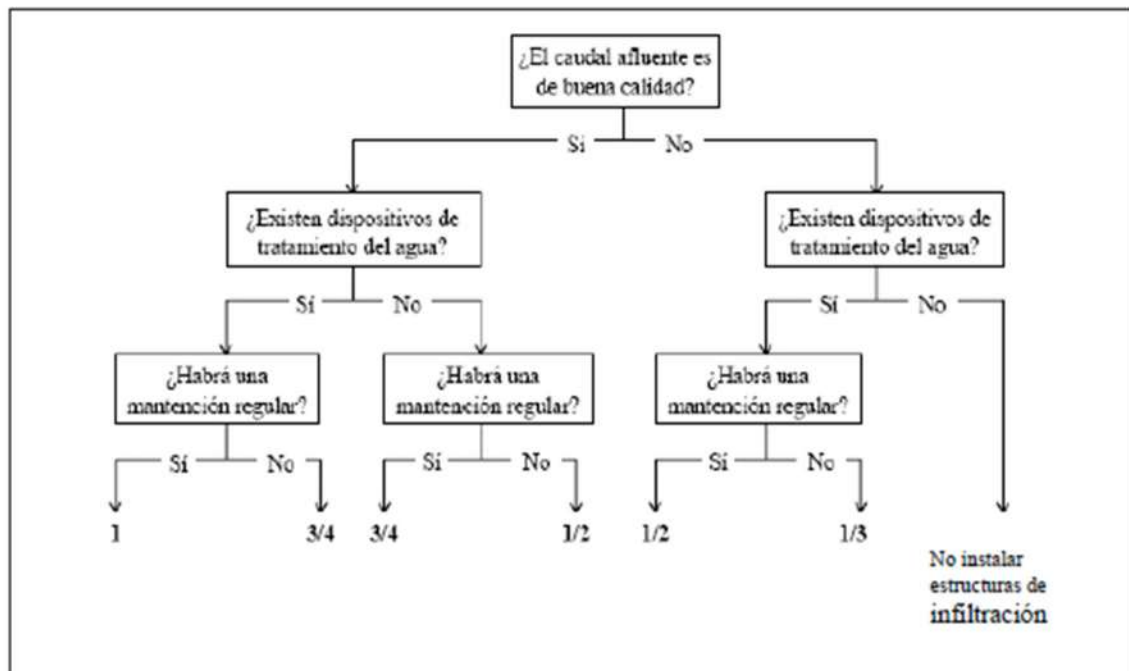 ¿El caudal afluente es
de buena calidad?
Sí No
¿Existen dispositivos de
tratamiento del agua?
¿Existen dispositivos de
tratamiento del agua?
Sí No
Sí No
¿Habrá una
mantención regular?
¿Habrá una
mantención regular?
¿Habrá una
mantención regular?
Sí No
Sí No
Sí No
1 3/4 3/4 1/2 1/2 1/3
No instalar
estructuras de
infiltración